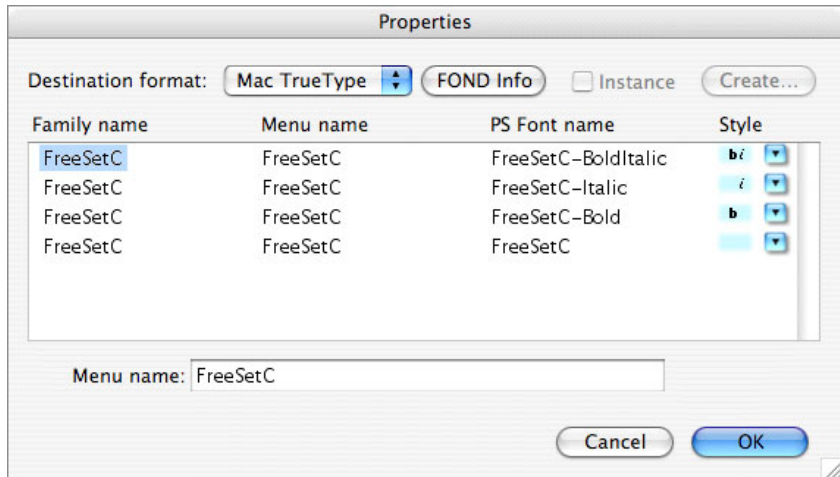 Properties
Destination format: Mac TrueType FOND Info Instance Create...
Family name Menu name PS Font name Style
FreeSetC FreeSetC FreeSetC-BoldItalic bi
FreeSetC FreeSetC FreeSetC-Italic i
FreeSetC FreeSetC FreeSetC-Bold b
FreeSetC FreeSetC FreeSetC
Menu name: FreeSetC
Cancel OK